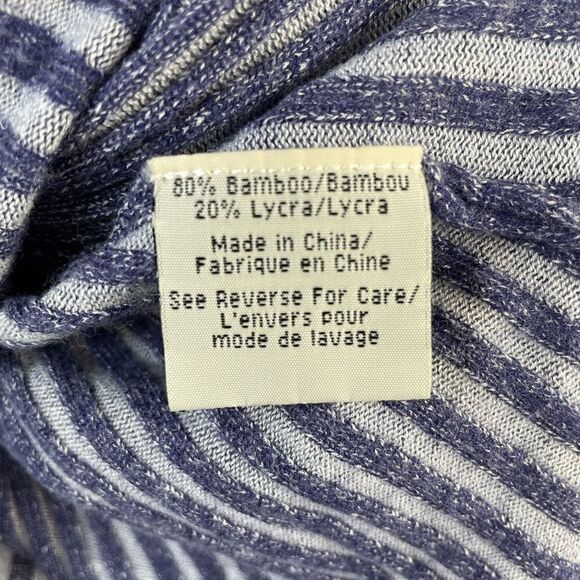 80% Bamboo/Bambou
20% Lycra/Lycra
Made in China/
Fabrique en Chine
See Reverse For Care/
L'envers pour
mode de lavage